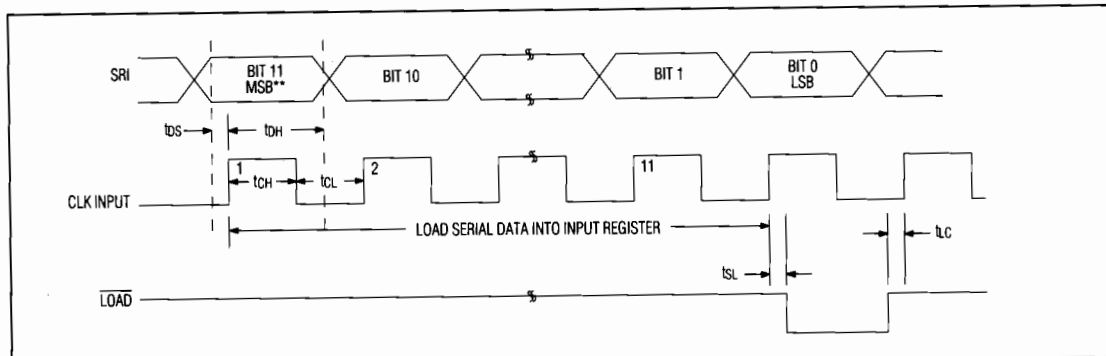 SRI
BIT 11
MSB**
BIT 10
BIT 1
BIT 0
LSB
tDS
tDH
CLK INPUT
1
tCH
tCL
2
11
LOAD SERIAL DATA INTO INPUT REGISTER
tSL
tLC
LOAD